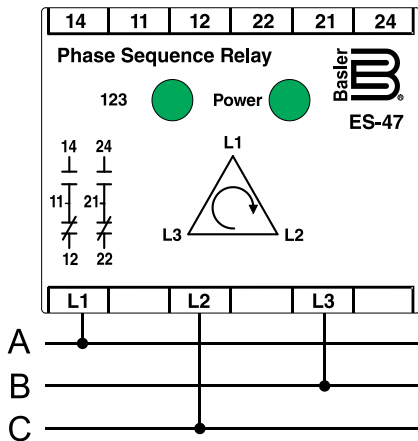 14 11 12 22 21 24
Phase Sequence Relay
Basler
123 Power
ES-47
14 24
L1
11 21
L3 L2
12 22
L1 L2 L3
A
B
C